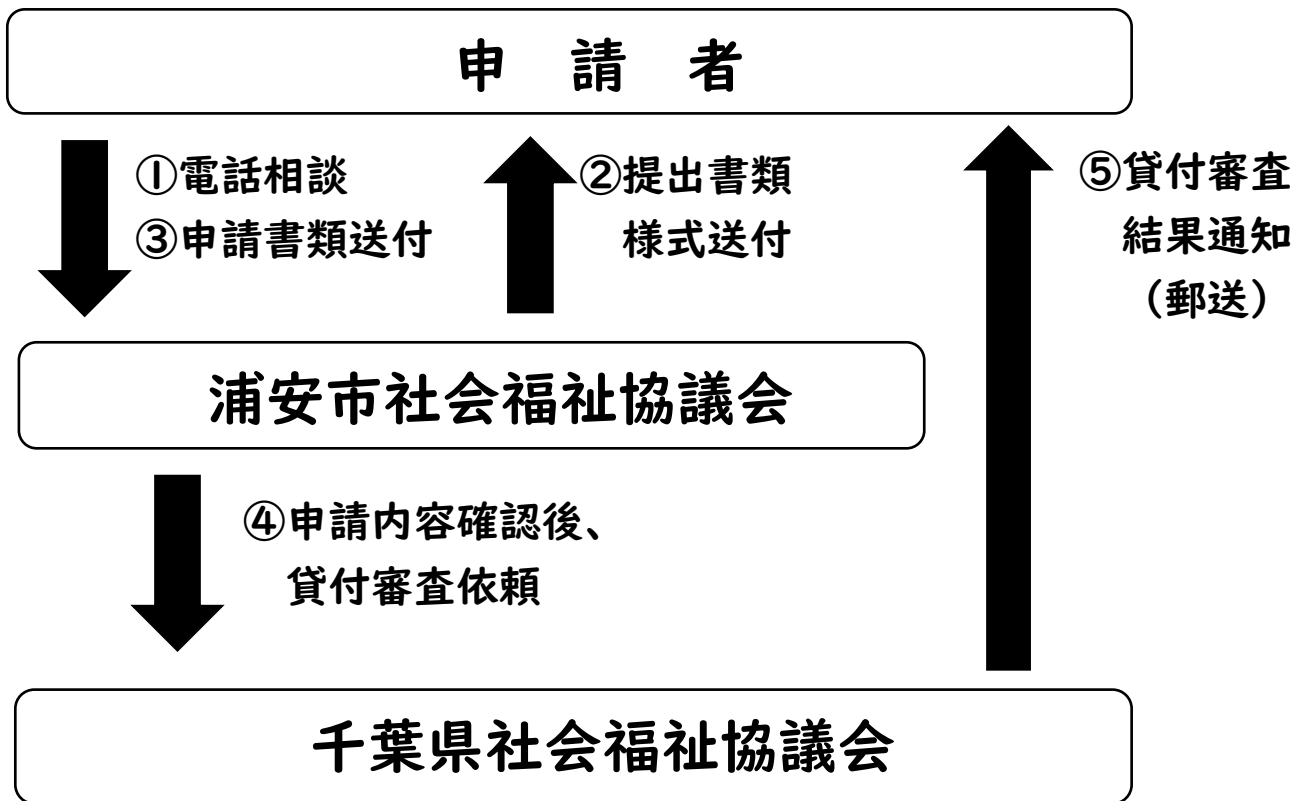 申　請　者
①電話相談
③申請書類送付
②提出書類
様式送付
⑤貸付審査
結果通知
（郵送）
浦安市社会福祉協議会
④申請内容確認後、
貸付審査依頼
千葉県社会福祉協議会